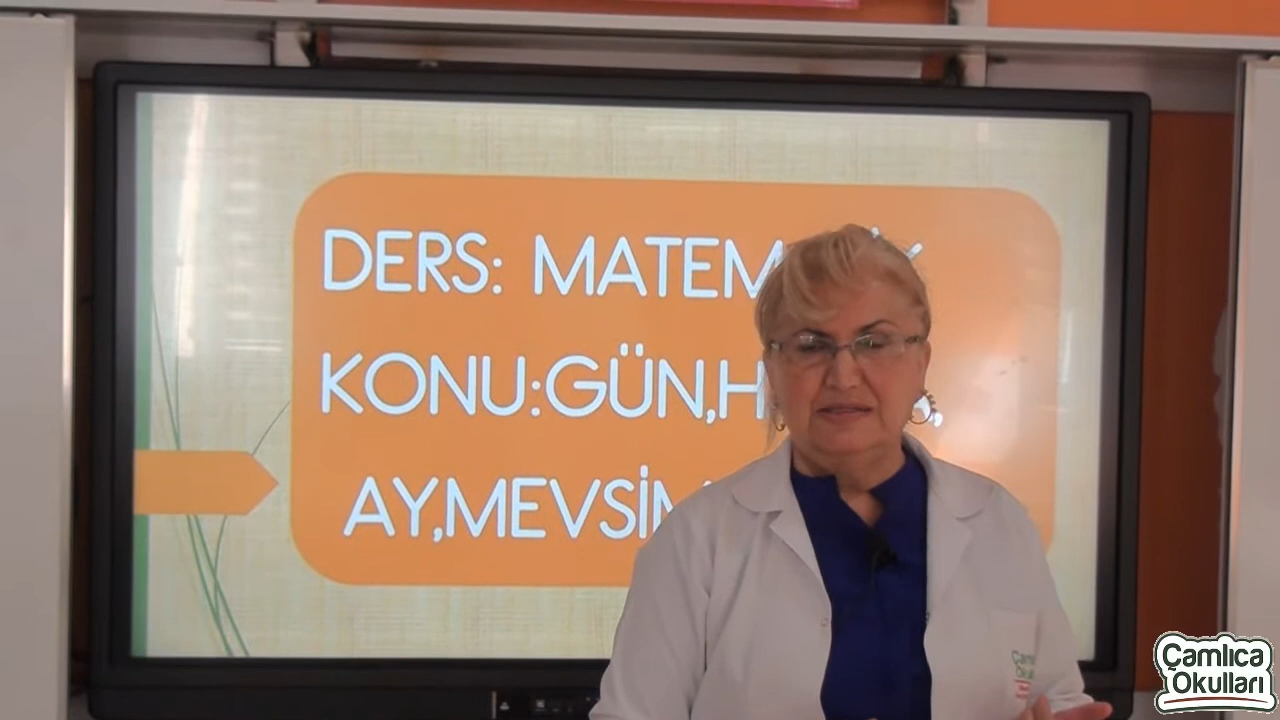 DERS: MATEM
KONU:GÜN,H
AY,MEVSİM
Çamlıca
Okulları